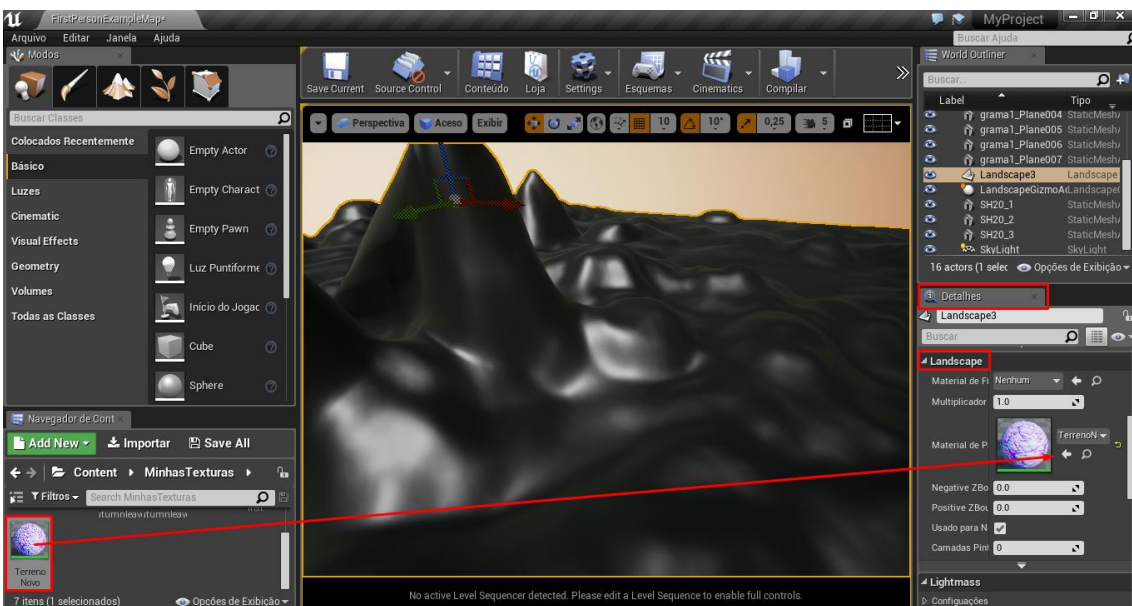 FirstPersonExampleMap*
MyProject
Arquivo Editar Janela Ajuda
Buscar Ajuda
Modos
Buscar Classes
Colocados Recentemente
Básico
Luzes
Cinematic
Visual Effects
Geometry
Volumes
Todas as Classes
Empty Actor
Empty Charact
Empty Pawn
Luz Puntiforme
Início do Jogac
Cube
Sphere
Save Current Source Control Conteúdo Loja Settings Esquemas Cinematics Compilar
Perspectiva Aceso Exibir 10 10° 0,25 5
No active Level Sequencer detected. Please edit a Level Sequence to enable full controls.
Navegador de Cont
Add New Importar Save All
Content MinhasTexturas
Filtros Search MinhasTexturas
Terreno
Novo
7 itens (1 selecionados) Opções de Exibição
World Outliner
Buscar...
Label Tipo
grama1_Plane004 StaticMesh
grama1_Plane005 StaticMesh
grama1_Plane006 StaticMesh
grama1_Plane007 StaticMesh
Landscape3 Landscape
LandscapeGizmoA Landscape
SH20_1 StaticMesh
SH20_2 StaticMesh
SH20_3 StaticMesh
SkyLight SkyLight
16 actors (1 selec Opções de Exibição
Detalhes
Landscape3
Buscar
Landscape
Material de Fi Nenhum
Multiplicador 1.0
Material de P TerrenoN
Negative ZBo 0.0
Positive ZBou 0.0
Usado para N
Camadas Pint 0
Lightmass
Configuações